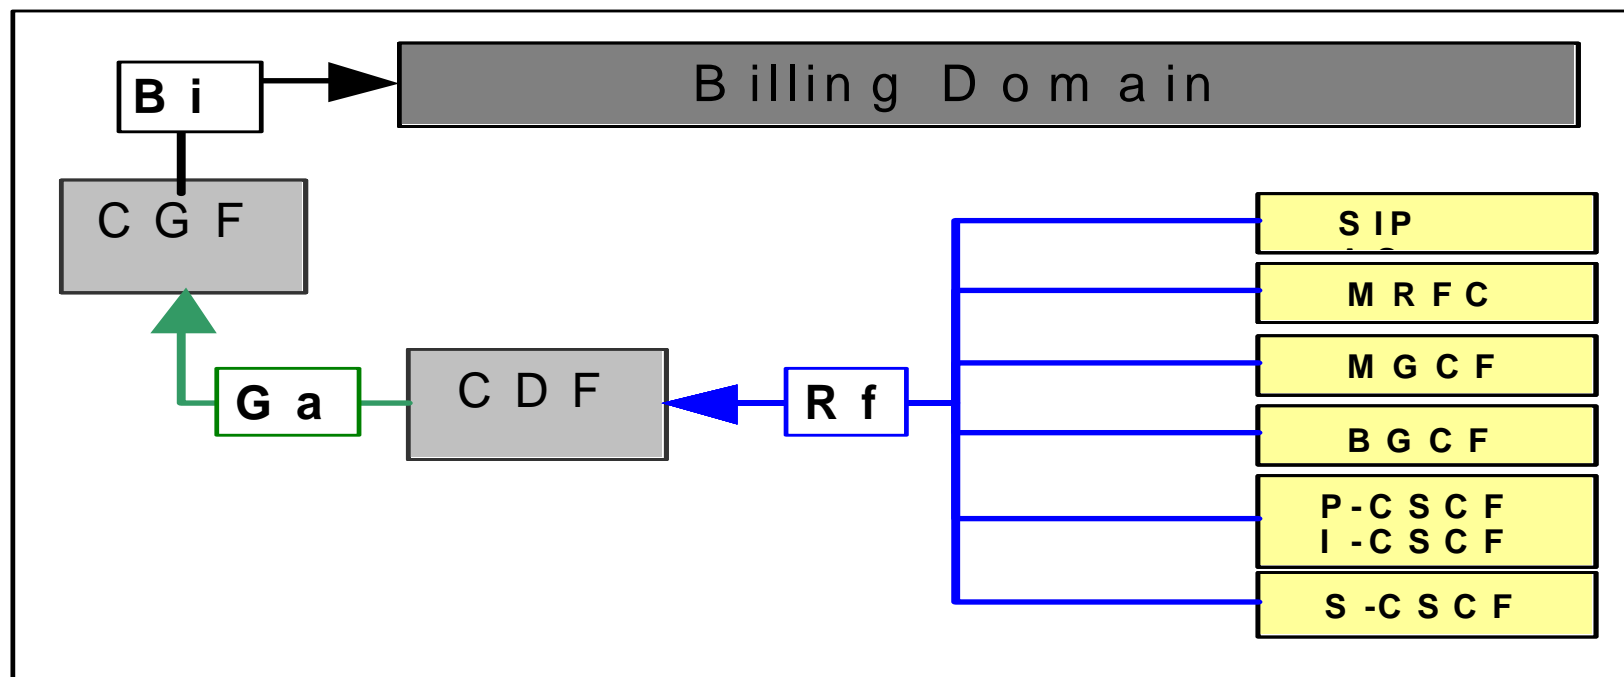 Billing Domain
Bi
CGF
SIP
MRFC
MGCF
CDF
Ga
Rf
BGCF
P-CSCF
I-CSCF
S-CSCF